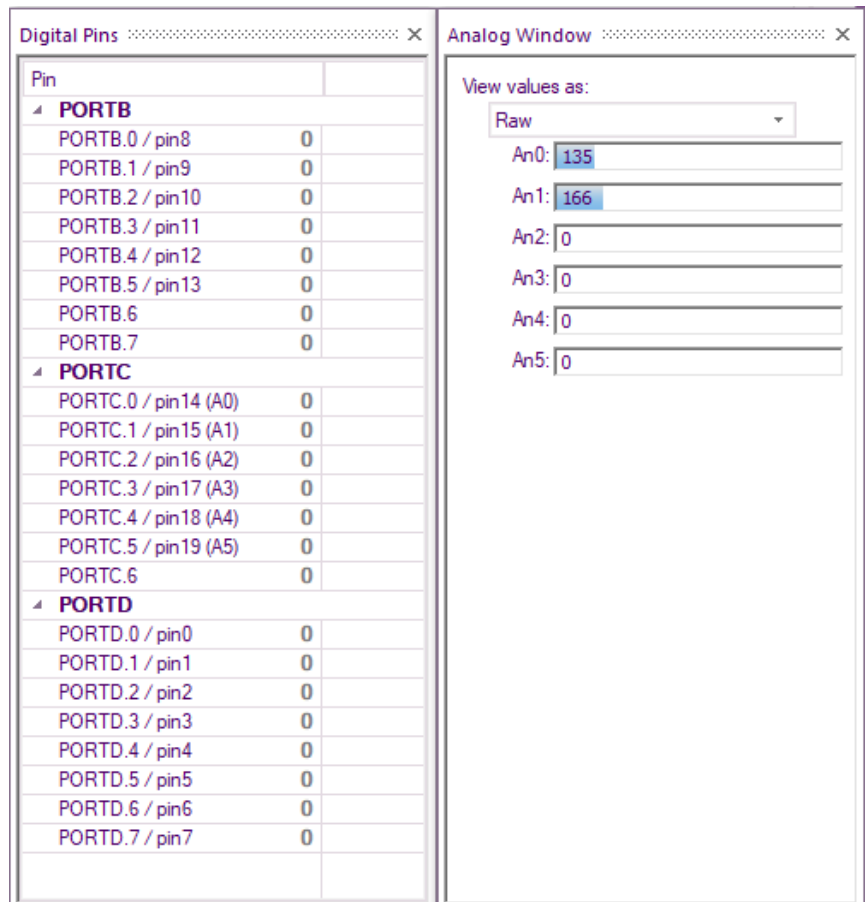 Digital Pins
Pin
PORTB
PORTB.0 / pin8 0
PORTB.1 / pin9 0
PORTB.2 / pin10 0
PORTB.3 / pin11 0
PORTB.4 / pin12 0
PORTB.5 / pin13 0
PORTB.6 0
PORTB.7 0
PORTC
PORTC.0 / pin14 (A0) 0
PORTC.1 / pin15 (A1) 0
PORTC.2 / pin16 (A2) 0
PORTC.3 / pin17 (A3) 0
PORTC.4 / pin18 (A4) 0
PORTC.5 / pin19 (A5) 0
PORTC.6 0
PORTD
PORTD.0 / pin0 0
PORTD.1 / pin1 0
PORTD.2 / pin2 0
PORTD.3 / pin3 0
PORTD.4 / pin4 0
PORTD.5 / pin5 0
PORTD.6 / pin6 0
PORTD.7 / pin7 0
Analog Window
View values as:
Raw
An0: 135
An1: 166
An2: 0
An3: 0
An4: 0
An5: 0